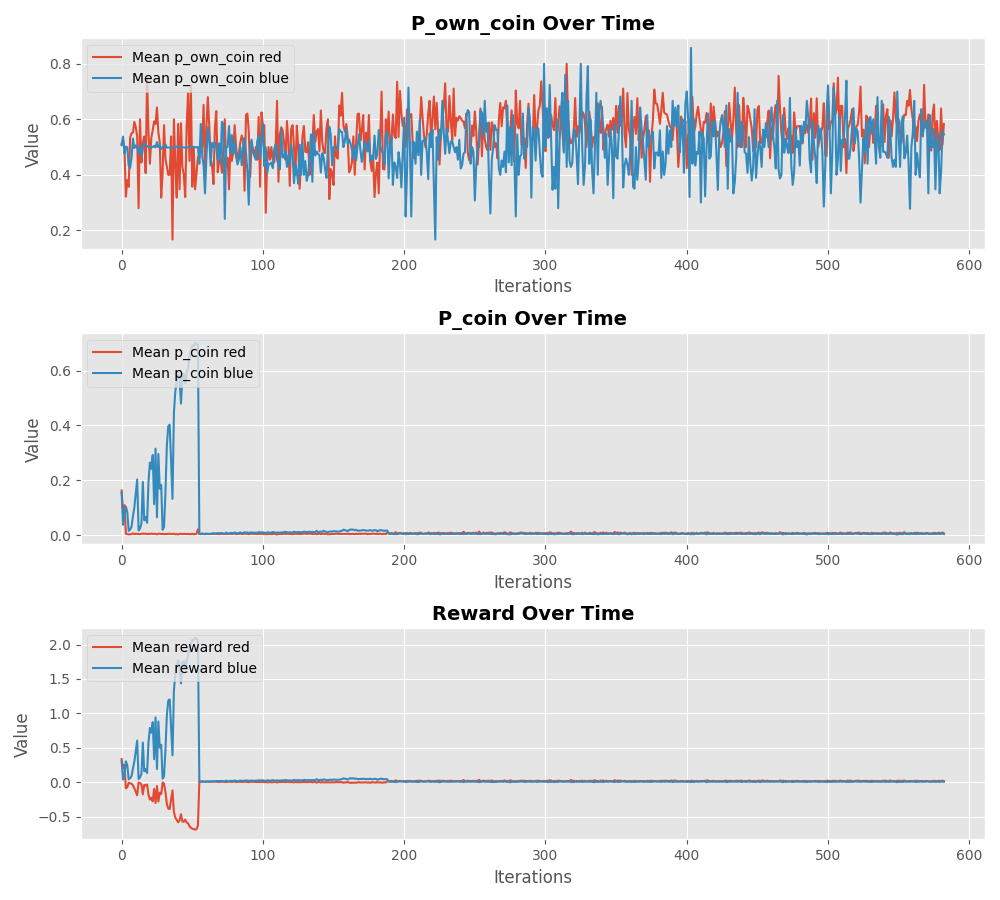 P_own_coin Over Time
Mean p_own_coin red
Mean p_own_coin blue
Value
0.8
0.6
0.4
0.2
0
100
200
300
400
500
600
Iterations
P_coin Over Time
Mean p_coin red
Mean p_coin blue
Value
0.6
0.4
0.2
0.0
0
100
200
300
400
500
600
Iterations
Reward Over Time
Mean reward red
Mean reward blue
Value
2.0
1.5
1.0
0.5
0.0
−0.5
0
100
200
300
400
500
600
Iterations